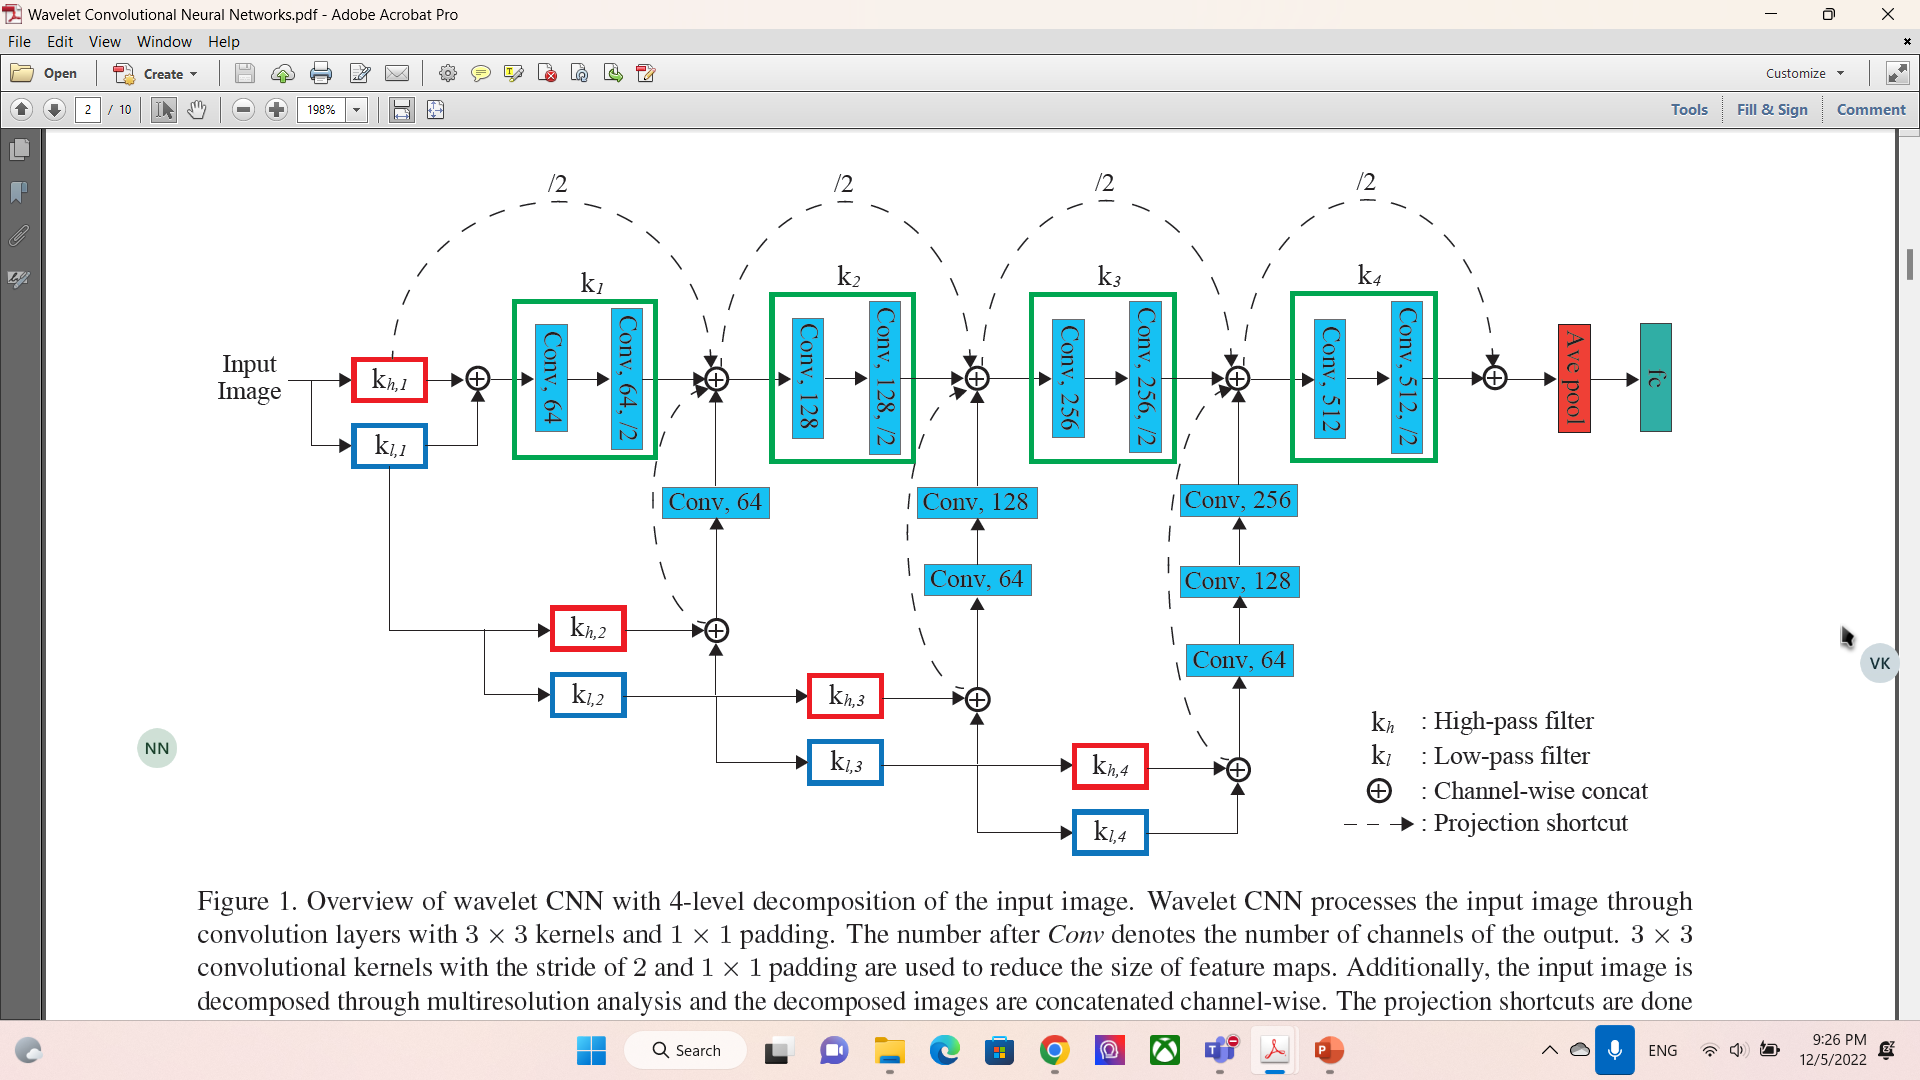 Wavelet Convolutional Neural Networks.pdf - Adobe Acrobat Pro
File Edit View Window Help
Open Create Customize
2 / 10 198% Tools Fill & Sign Comment
/2 /2 /2 /2
k1 k2 k3 k4
Conv, 64
Conv, 64, /2
Conv, 128
Conv, 128, /2
Conv, 256
Conv, 256, /2
Conv, 512
Conv, 512, /2
Ave pool
fc
Input
Image
kh,1
kl,1
Conv, 64 Conv, 128 Conv, 256
Conv, 64 Conv, 128
kh,2
Conv, 64
kl,2 kh,3
kl,3 kh,4
kl,4
VK
NN
kh : High-pass filter
kl : Low-pass filter
: Channel-wise concat
: Projection shortcut
Figure 1. Overview of wavelet CNN with 4-level decomposition of the input image. Wavelet CNN processes the input image through
convolution layers with 3 × 3 kernels and 1 × 1 padding. The number after Conv denotes the number of channels of the output. 3 × 3
convolutional kernels with the stride of 2 and 1 × 1 padding are used to reduce the size of feature maps. Additionally, the input image is
decomposed through multiresolution analysis and the decomposed images are concatenated channel-wise. The projection shortcuts are done
Search
ENG
9:26 PM
12/5/2022